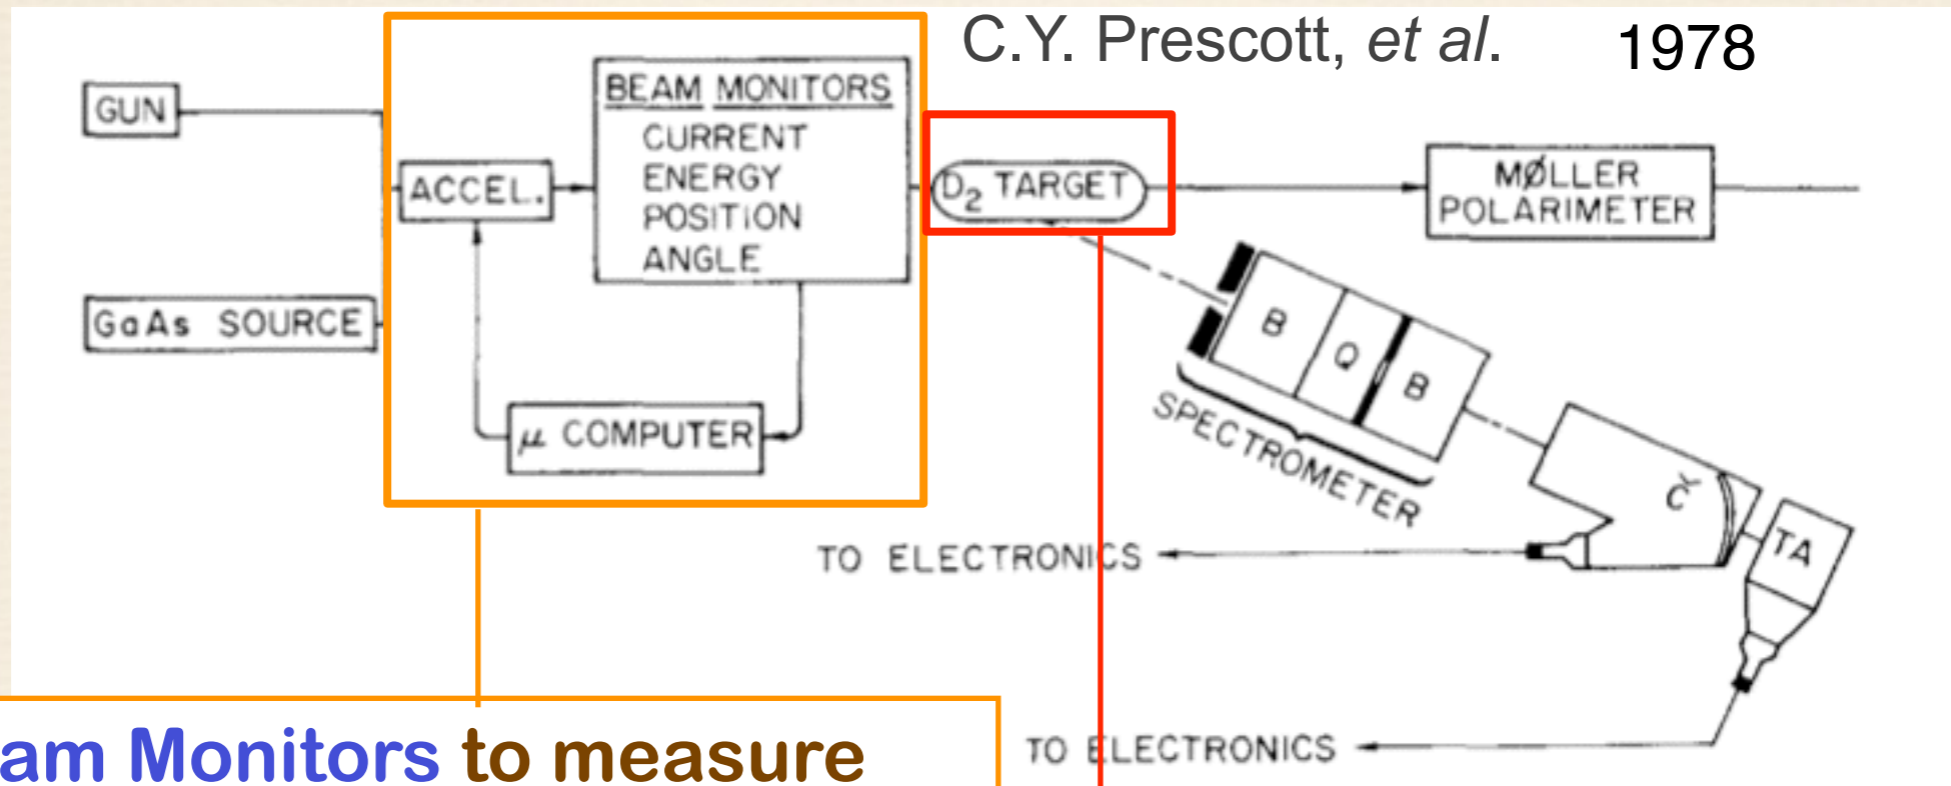 C.Y. Prescott, et al. 1978
GUN
BEAM MONITORS
CURRENT
ENERGY
POSITION
ANGLE
ACCEL.
D2 TARGET
MØLLER
POLARIMETER
GaAs SOURCE
μ COMPUTER
B
Q
B
SPECTROMETER
Č
TA
TO ELECTRONICS
TO ELECTRONICS
am Monitors to measure